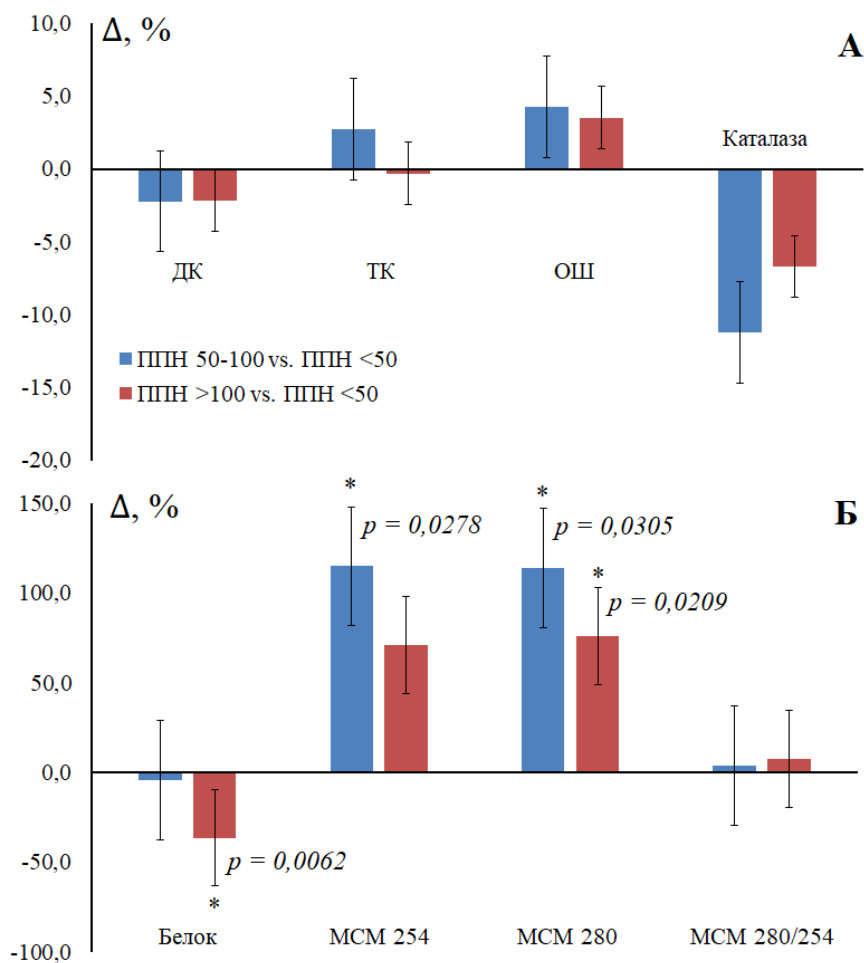 10,0
Δ, %
А
5,0
Каталаза
0,0
-5,0
ДК
ТК
ОШ
-10,0
ППН 50-100 vs. ППН <50
-15,0
ППН >100 vs. ППН <50
-20,0
150,0
Δ, %
*
*
Б
p = 0,0278
p = 0,0305
100,0
*
p = 0,0209
50,0
0,0
-50,0
p = 0,0062
*
-100,0
Белок
МСМ 254
МСМ 280
МСМ 280/254